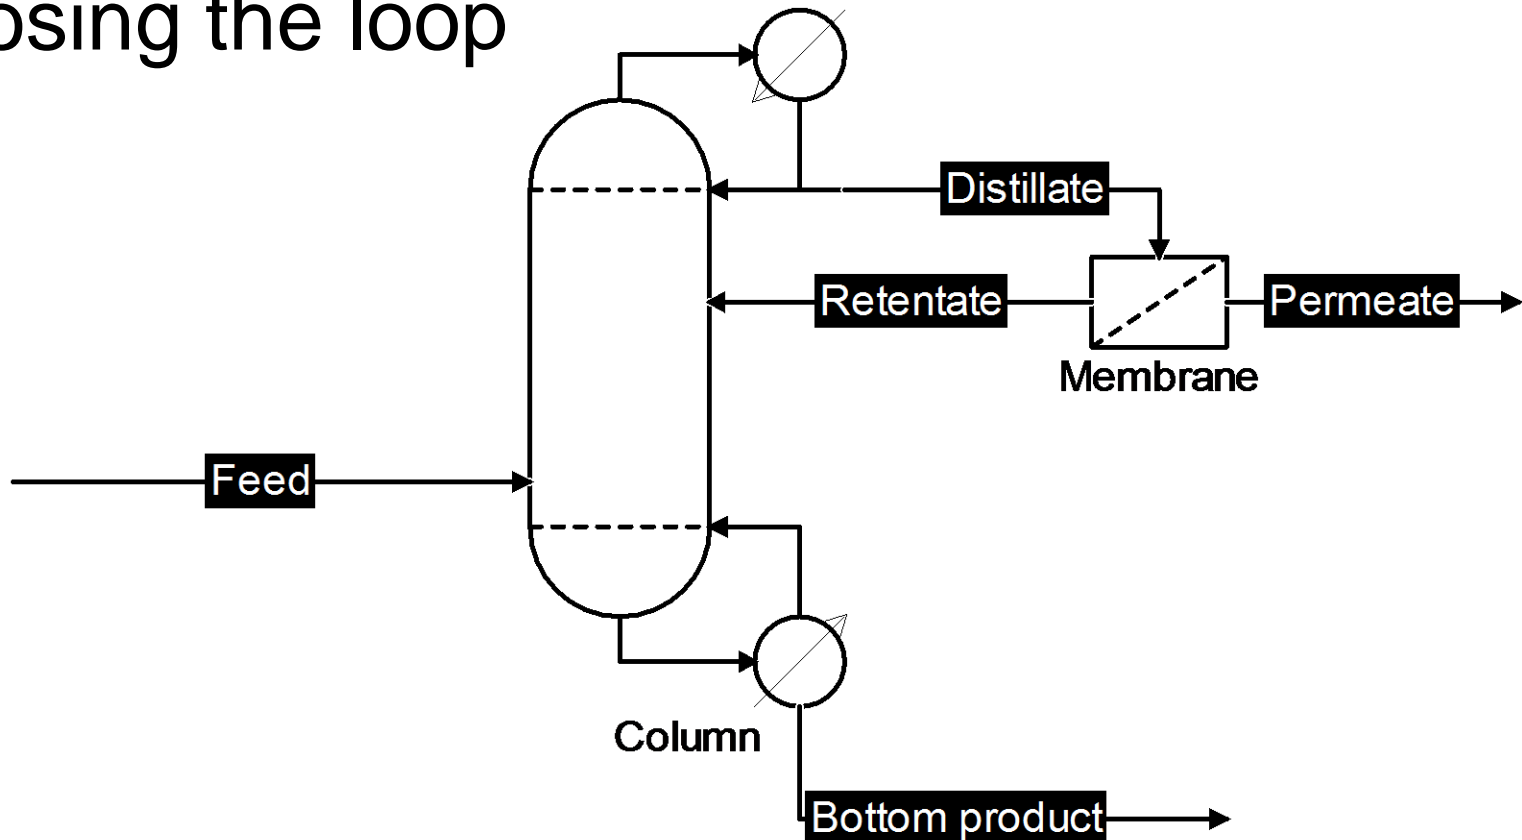 osing the loop
Distillate
Retentate
Permeate
Membrane
Feed
Column
Bottom product